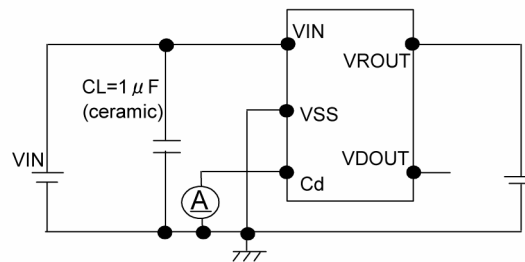 VIN
VROUT
CL=1μF
(ceramic)
VSS
VIN
VDOUT
Cd
A